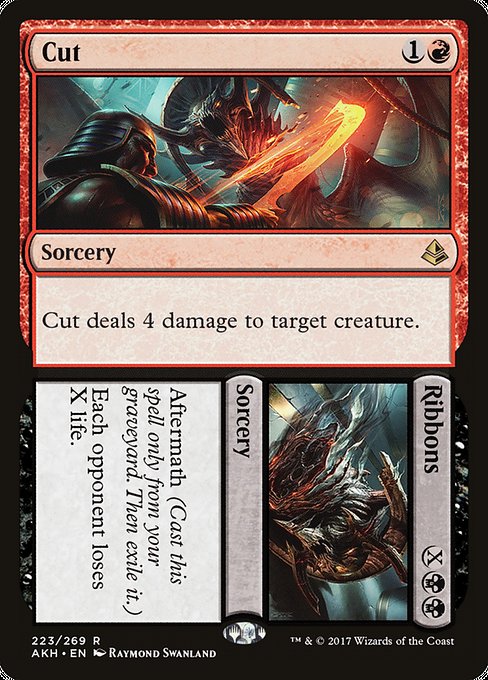 Cut 1
Sorcery
Cut deals 4 damage to target creature.
Ribbons X
Sorcery
Aftermath (Cast this
spell only from your
graveyard. Then exile it.)
Each opponent loses
X life.
223/269 R
AKH • EN RAYMOND SWANLAND
™ & © 2017 Wizards of the Coast